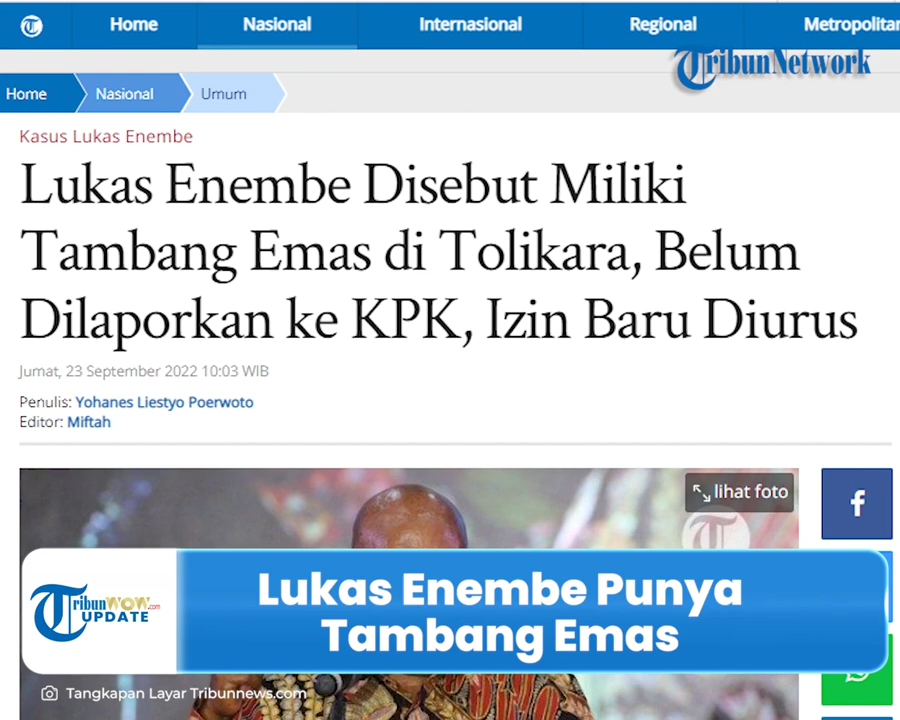 Home Nasional Internasional Regional Metropolitan
TribunNetwork
Home Nasional Umum
Kasus Lukas Enembe
Lukas Enembe Disebut Miliki
Tambang Emas di Tolikara, Belum
Dilaporkan ke KPK, Izin Baru Diurus
Jumat, 23 September 2022 10:03 WIB
Penulis: Yohanes Liestyo Poerwoto
Editor: Miftah
lihat foto
Lukas Enembe Punya
Tambang Emas
TribunWOW.com
UPDATE
Tangkapan Layar Tribunnews.com